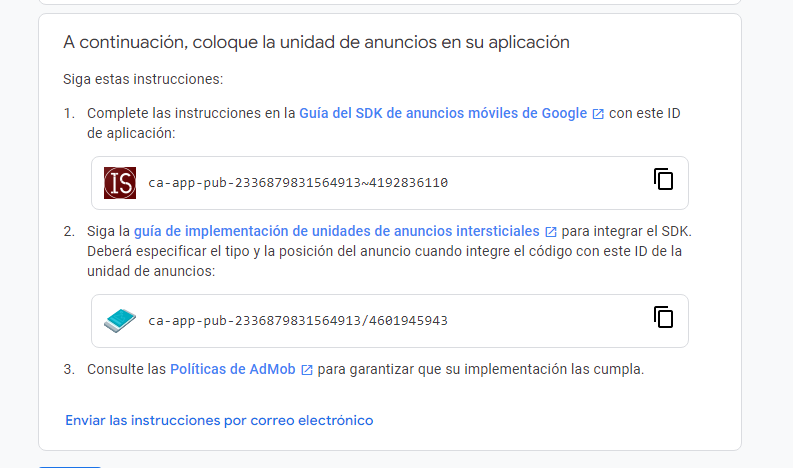 A continuación, coloque la unidad de anuncios en su aplicación
Siga estas instrucciones:
1. Complete las instrucciones en la Guía del SDK de anuncios móviles de Google con este ID
de aplicación:
IS ca-app-pub-2336879831564913~4192836110
2. Siga la guía de implementación de unidades de anuncios intersticiales para integrar el SDK.
Deberá especificar el tipo y la posición del anuncio cuando integre el código con este ID de la
unidad de anuncios:
ca-app-pub-2336879831564913/4601945943
3. Consulte las Políticas de AdMob para garantizar que su implementación las cumpla.
Enviar las instrucciones por correo electrónico